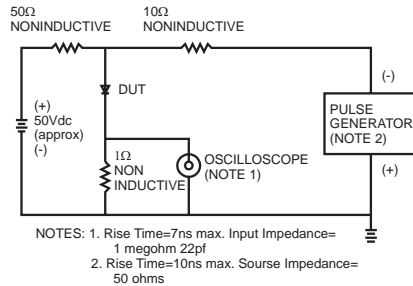 50Ω
NONINDUCTIVE
10Ω
NONINDUCTIVE
DUT
(+)
50Vdc
(approx)
(-)
1Ω
NON
INDUCTIVE
OSCILLOSCOPE
(NOTE 1)
(-)
PULSE
GENERATOR
(NOTE 2)
(+)
NOTES: 1. Rise Time=7ns max. Input Impedance=
1 megohm 22pf
2. Rise Time=10ns max. Sourse Impedance=
50 ohms